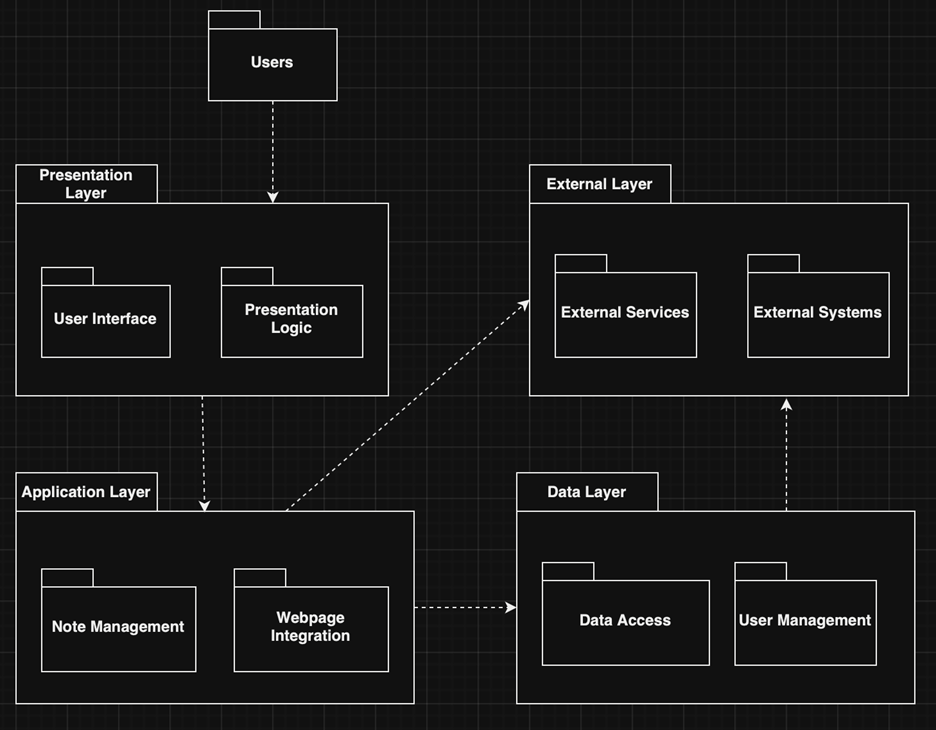 Users
Presentation
Layer
User Interface
Presentation
Logic
External Layer
External Services
External Systems
Application Layer
Note Management
Webpage
Integration
Data Layer
Data Access
User Management